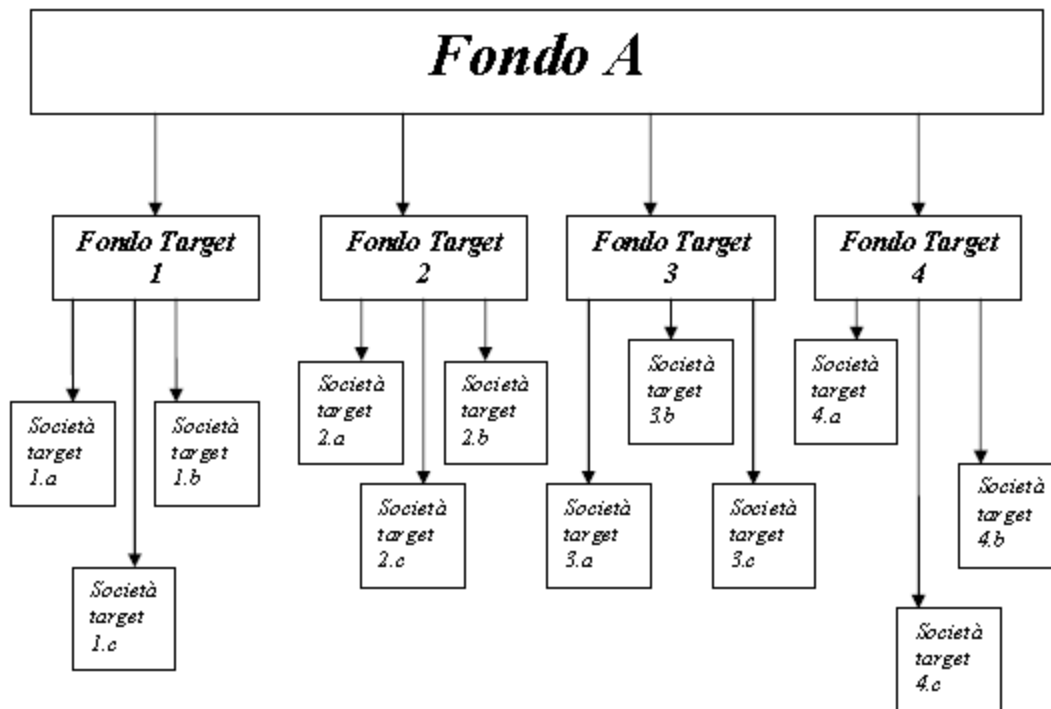 Fondo A
Fondo Target
1
Fondo Target
2
Fondo Target
3
Fondo Target
4
Società
target
1.a
Società
target
1.b
Società
target
1.c
Società
target
2.a
Società
target
2.b
Società
target
2.c
Società
target
3.a
Società
target
3.b
Società
target
3.c
Società
target
4.a
Società
target
4.b
Società
target
4.c